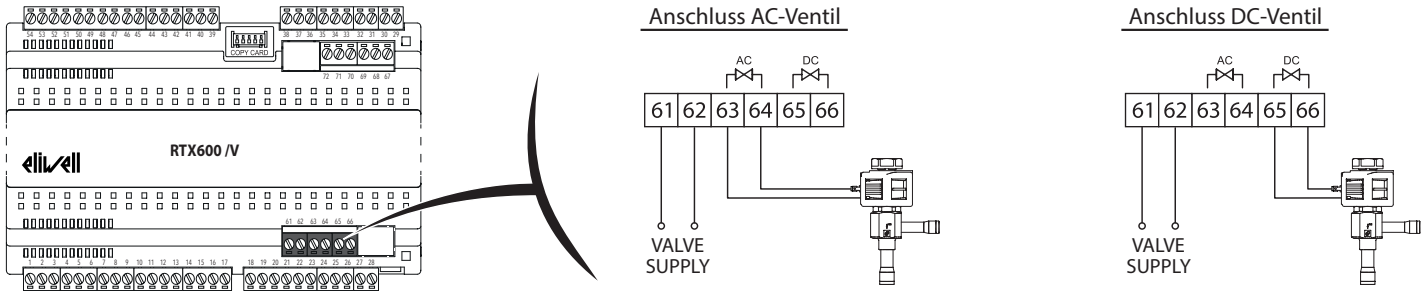 54 53 52 51 50 49 48 47 46 45 44 43 42 41 40 39
38 37 36 35 34 33 32 31 30 29
COPY CARD
72 71 70 69 68 67
eliwell
RTX600 /V
61 62 63 64 65 66
1 2 3 4 5 6 7 8 9 10 11 12 13 14 15 16 17
18 19 20 21 22 23 24 25 26 27 28
Anschluss AC-Ventil
AC DC
61 62 63 64 65 66
VALVE
SUPPLY
Anschluss DC-Ventil
AC DC
61 62 63 64 65 66
VALVE
SUPPLY